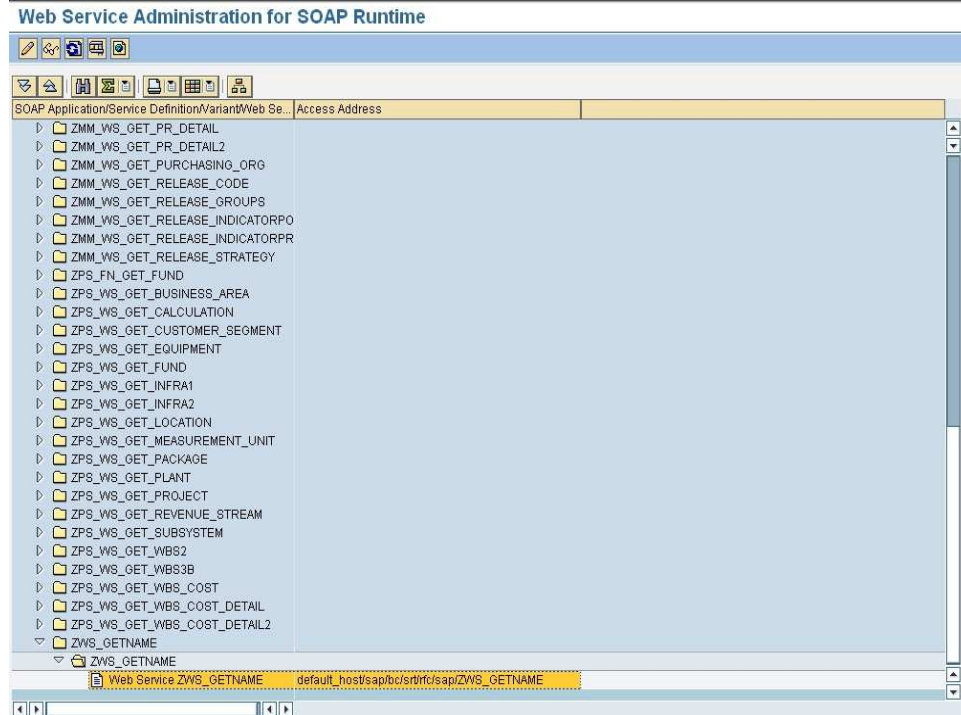 Web Service Administration for SOAP Runtime
SOAP Application/Service Definition/Variant/Web Se... Access Address
ZMM_WS_GET_PR_DETAIL
ZMM_WS_GET_PR_DETAIL2
ZMM_WS_GET_PURCHASING_ORG
ZMM_WS_GET_RELEASE_CODE
ZMM_WS_GET_RELEASE_GROUPS
ZMM_WS_GET_RELEASE_INDICATORPO
ZMM_WS_GET_RELEASE_INDICATORPR
ZMM_WS_GET_RELEASE_STRATEGY
ZPS_FN_GET_FUND
ZPS_WS_GET_BUSINESS_AREA
ZPS_WS_GET_CALCULATION
ZPS_WS_GET_CUSTOMER_SEGMENT
ZPS_WS_GET_EQUIPMENT
ZPS_WS_GET_FUND
ZPS_WS_GET_INFRA1
ZPS_WS_GET_INFRA2
ZPS_WS_GET_LOCATION
ZPS_WS_GET_MEASUREMENT_UNIT
ZPS_WS_GET_PACKAGE
ZPS_WS_GET_PLANT
ZPS_WS_GET_PROJECT
ZPS_WS_GET_REVENUE_STREAM
ZPS_WS_GET_SUBSYSTEM
ZPS_WS_GET_WBS2
ZPS_WS_GET_WBS3B
ZPS_WS_GET_WBS_COST
ZPS_WS_GET_WBS_COST_DETAIL
ZPS_WS_GET_WBS_COST_DETAIL2
ZWS_GETNAME
ZWS_GETNAME
Web Service ZWS_GETNAME default_host/sap/bc/srt/rfc/sap/ZWS_GETNAME